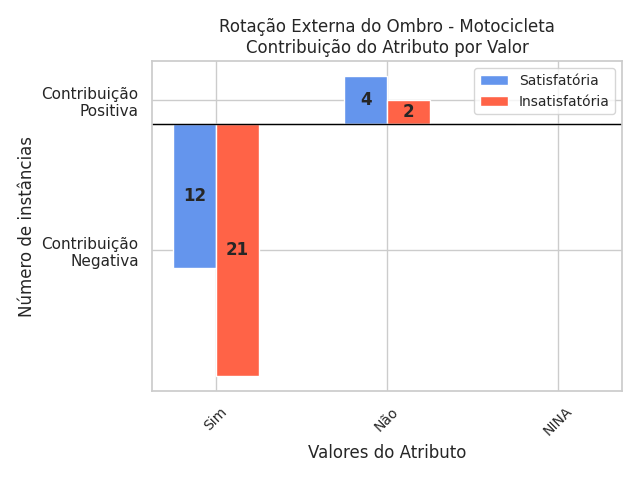 Rotação Externa do Ombro - Motocicleta
Contribuição do Atributo por Valor
Satisfatória
Insatisfatória
Contribuição
Positiva
Contribuição
Negativa
Número de instâncias
4
2
12
21
Sim
Não
NINA
Valores do Atributo